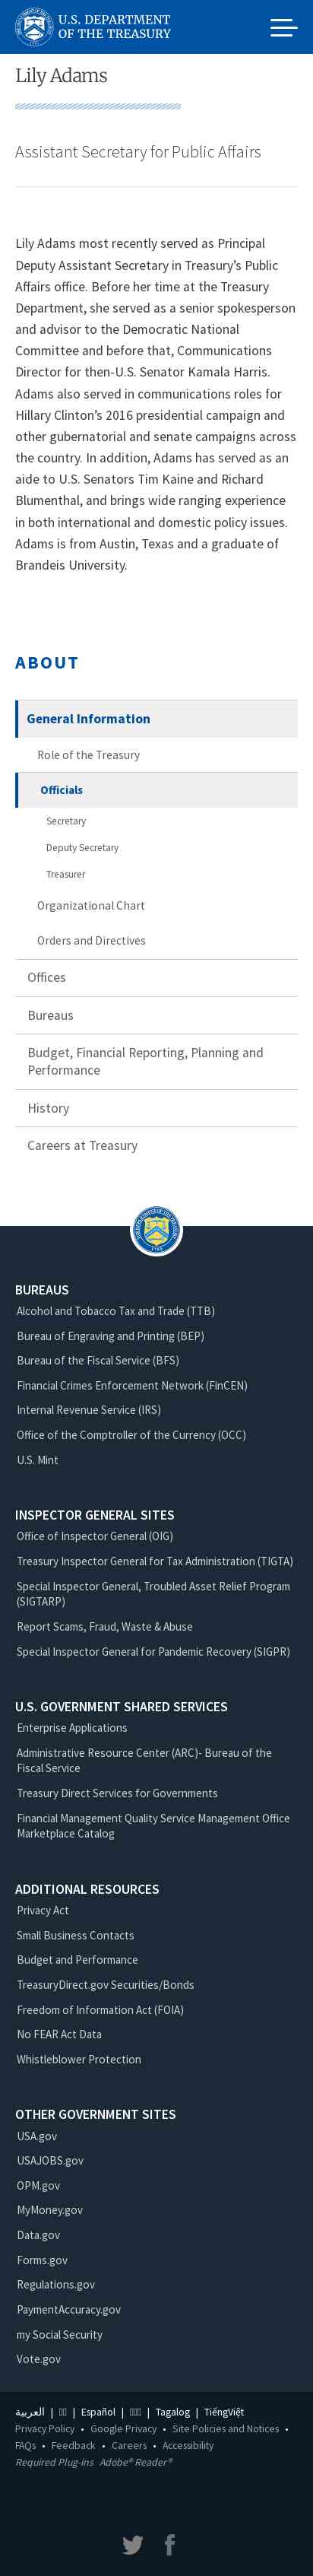 U.S. DEPARTMENT
OF THE TREASURY
Lily Adams
Assistant Secretary for Public Affairs
Lily Adams most recently served as Principal
Deputy Assistant Secretary in Treasury’s Public
Affairs office. Before her time at the Treasury
Department, she served as a senior spokesperson
and advisor to the Democratic National
Committee and before that, Communications
Director for then-U.S. Senator Kamala Harris.
Adams also served in communications roles for
Hillary Clinton’s 2016 presidential campaign and
other gubernatorial and senate campaigns across
the country. In addition, Adams has served as an
aide to U.S. Senators Tim Kaine and Richard
Blumenthal, and brings wide ranging experience
in both international and domestic policy issues.
Adams is from Austin, Texas and a graduate of
Brandeis University.
ABOUT
General Information
Role of the Treasury
Officials
Secretary
Deputy Secretary
Treasurer
Organizational Chart
Orders and Directives
Offices
Bureaus
Budget, Financial Reporting, Planning and
Performance
History
Careers at Treasury
BUREAUS
Alcohol and Tobacco Tax and Trade (TTB)
Bureau of Engraving and Printing (BEP)
Bureau of the Fiscal Service (BFS)
Financial Crimes Enforcement Network (FinCEN)
Internal Revenue Service (IRS)
Office of the Comptroller of the Currency (OCC)
U.S. Mint
INSPECTOR GENERAL SITES
Office of Inspector General (OIG)
Treasury Inspector General for Tax Administration (TIGTA)
Special Inspector General, Troubled Asset Relief Program
(SIGTARP)
Report Scams, Fraud, Waste & Abuse
Special Inspector General for Pandemic Recovery (SIGPR)
U.S. GOVERNMENT SHARED SERVICES
Enterprise Applications
Administrative Resource Center (ARC)- Bureau of the
Fiscal Service
Treasury Direct Services for Governments
Financial Management Quality Service Management Office
Marketplace Catalog
ADDITIONAL RESOURCES
Privacy Act
Small Business Contacts
Budget and Performance
TreasuryDirect.gov Securities/Bonds
Freedom of Information Act (FOIA)
No FEAR Act Data
Whistleblower Protection
OTHER GOVERNMENT SITES
USA.gov
USAJOBS.gov
OPM.gov
MyMoney.gov
Data.gov
Forms.gov
Regulations.gov
PaymentAccuracy.gov
my Social Security
Vote.gov
العربية | | Español | | Tagalog | TiếngViệt
Privacy Policy • Google Privacy • Site Policies and Notices •
FAQs • Feedback • Careers • Accessibility
Required Plug-ins Adobe® Reader®